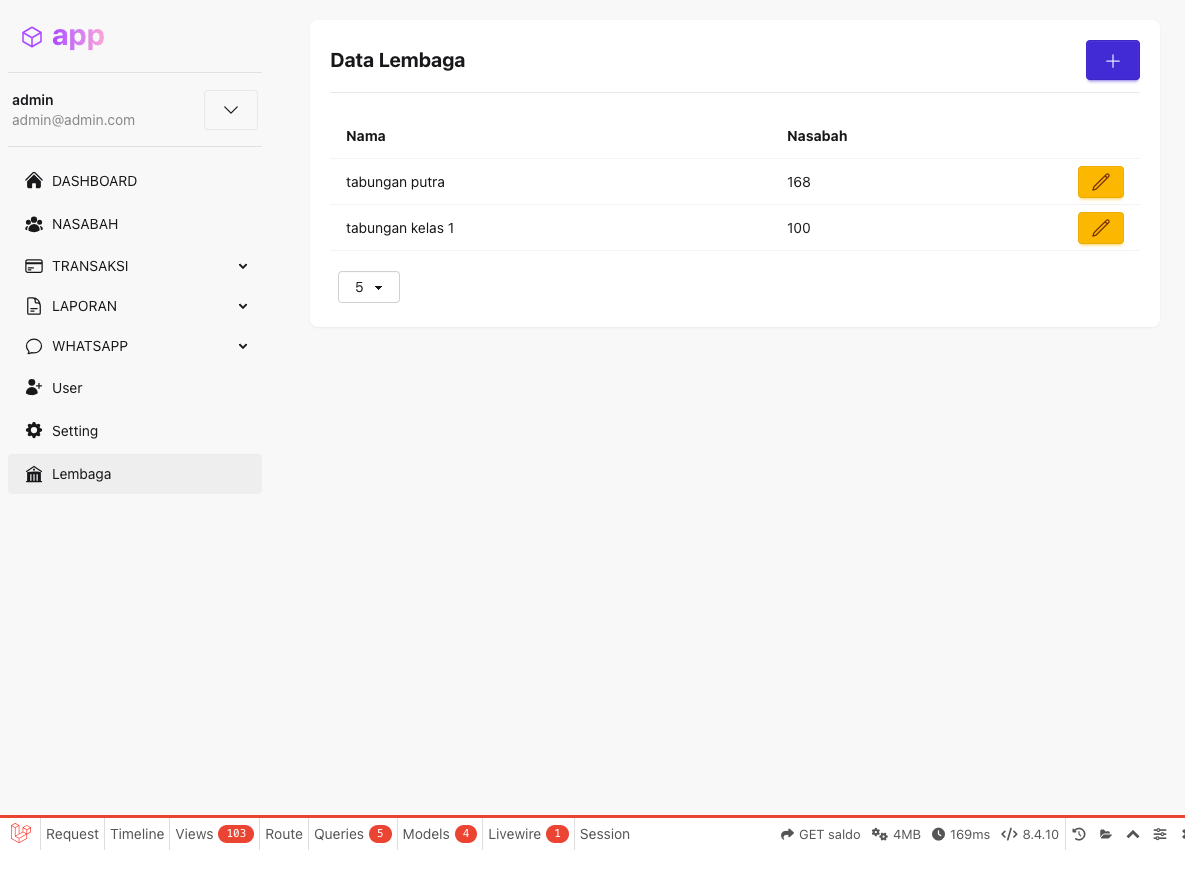 app
admin
admin@admin.com
DASHBOARD
NASABAH
TRANSAKSI
LAPORAN
WHATSAPP
User
Setting
Lembaga
Data Lembaga
Nama Nasabah
tabungan putra 168
tabungan kelas 1 100
5
Request Timeline Views 103 Route Queries 5 Models 4 Livewire 1 Session GET saldo 4MB 169ms 8.4.10